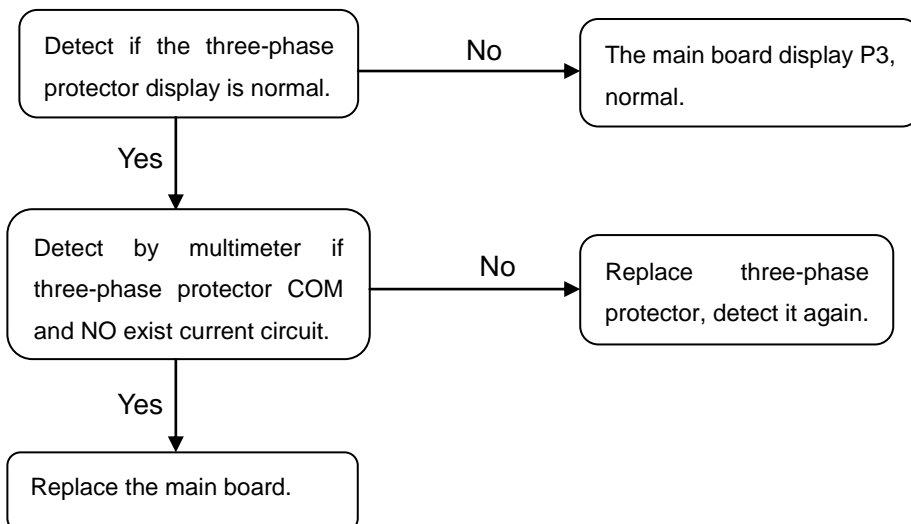 Detect if the three-phase
protector display is normal.
No
The main board display P3,
normal.
Yes
Detect by multimeter if
three-phase protector COM
and NO exist current circuit.
No
Replace three-phase
protector, detect it again.
Yes
Replace the main board.